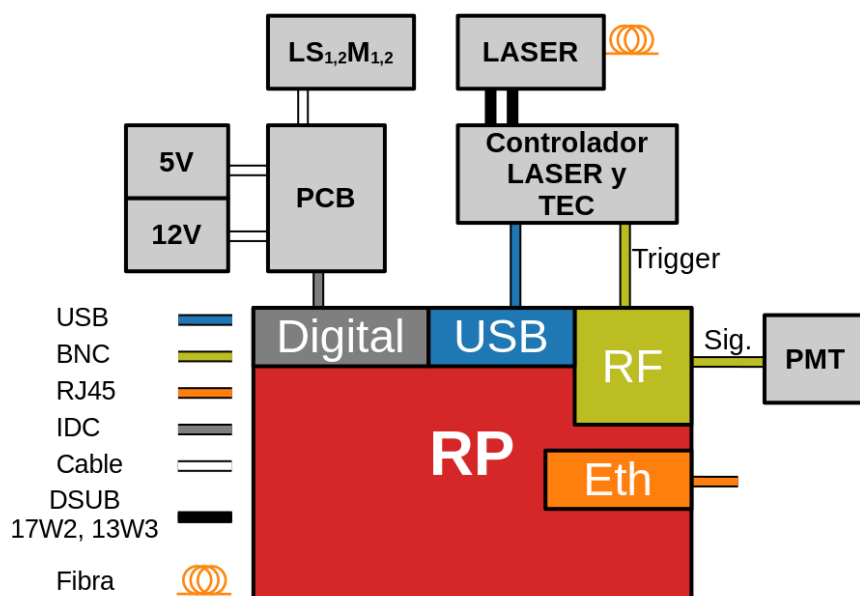 LS1,2M1,2
LASER
5V
12V
PCB
Controlador
LASER y
TEC
Trigger
USB
BNC
RJ45
IDC
Cable
DSUB
17W2, 13W3
Fibra
Digital
USB
RF
Sig.
PMT
RP
Eth